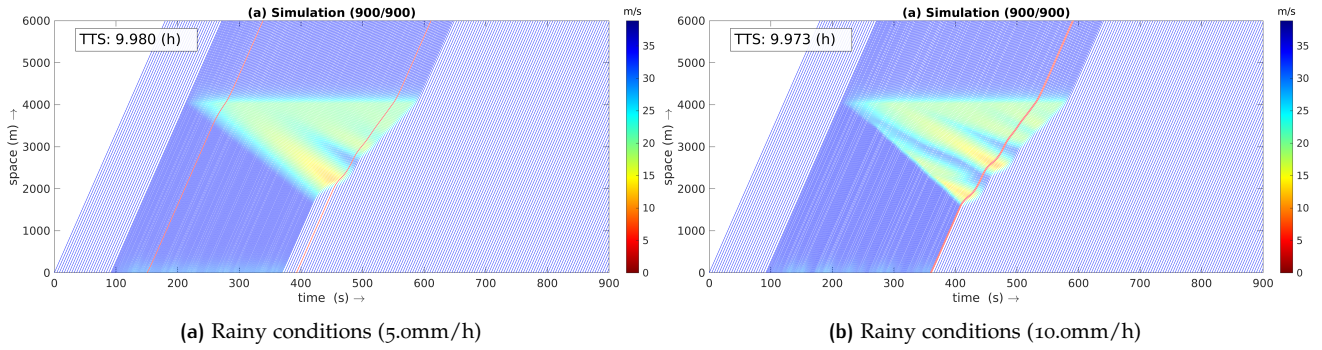 (a) Simulation (900/900)
m/s
6000
5000
4000
3000
2000
1000
0
space (m) →
TTS: 9.980 (h)
35
30
25
20
15
10
5
0
0 100 200 300 400 500 600 700 800 900
time (s) →
(a) Rainy conditions (5.0mm/h)
(a) Simulation (900/900)
m/s
6000
5000
4000
3000
2000
1000
0
space (m) →
TTS: 9.973 (h)
35
30
25
20
15
10
5
0
0 100 200 300 400 500 600 700 800 900
time (s) →
(b) Rainy conditions (10.0mm/h)